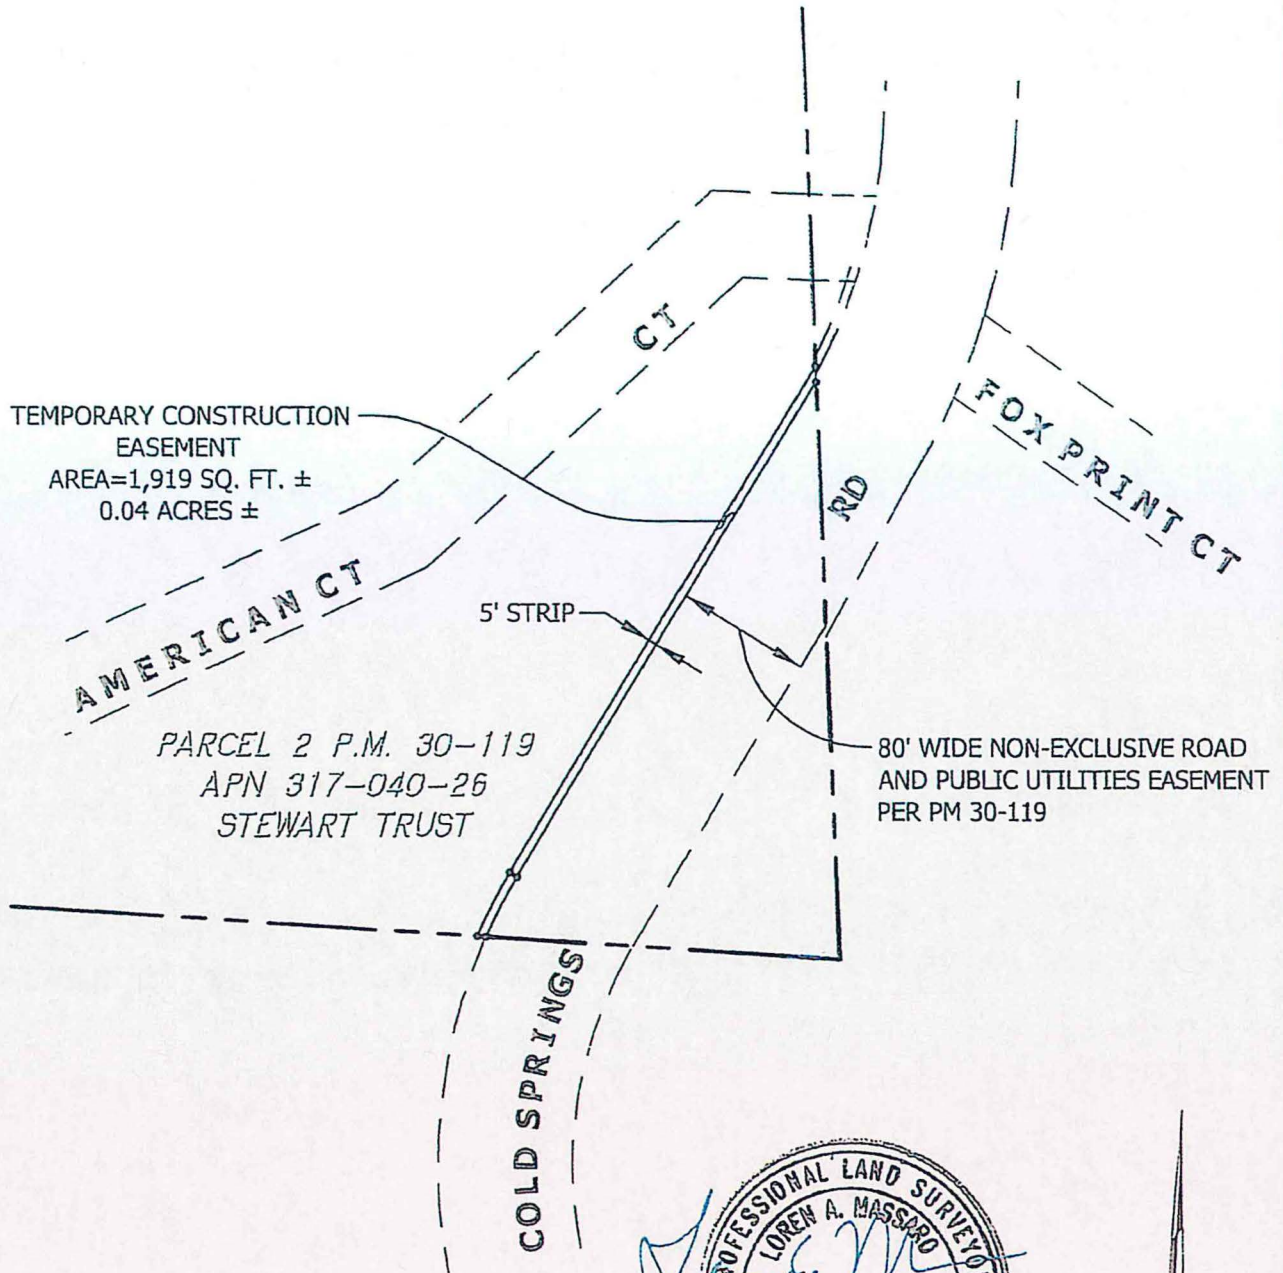 CT
TEMPORARY CONSTRUCTION
EASEMENT
AREA=1,919 SQ. FT. ±
0.04 ACRES ±
FOX PRINT CT
RD
AMERICAN CT
5' STRIP
PARCEL 2 P.M. 30-119
APN 317-040-26
STEWART TRUST
80' WIDE NON-EXCLUSIVE ROAD
AND PUBLIC UTILITIES EASEMENT
PER PM 30-119
COLD SPRINGS
PROFESSIONAL LAND SURVEYOR
LOREN A. MASSARO